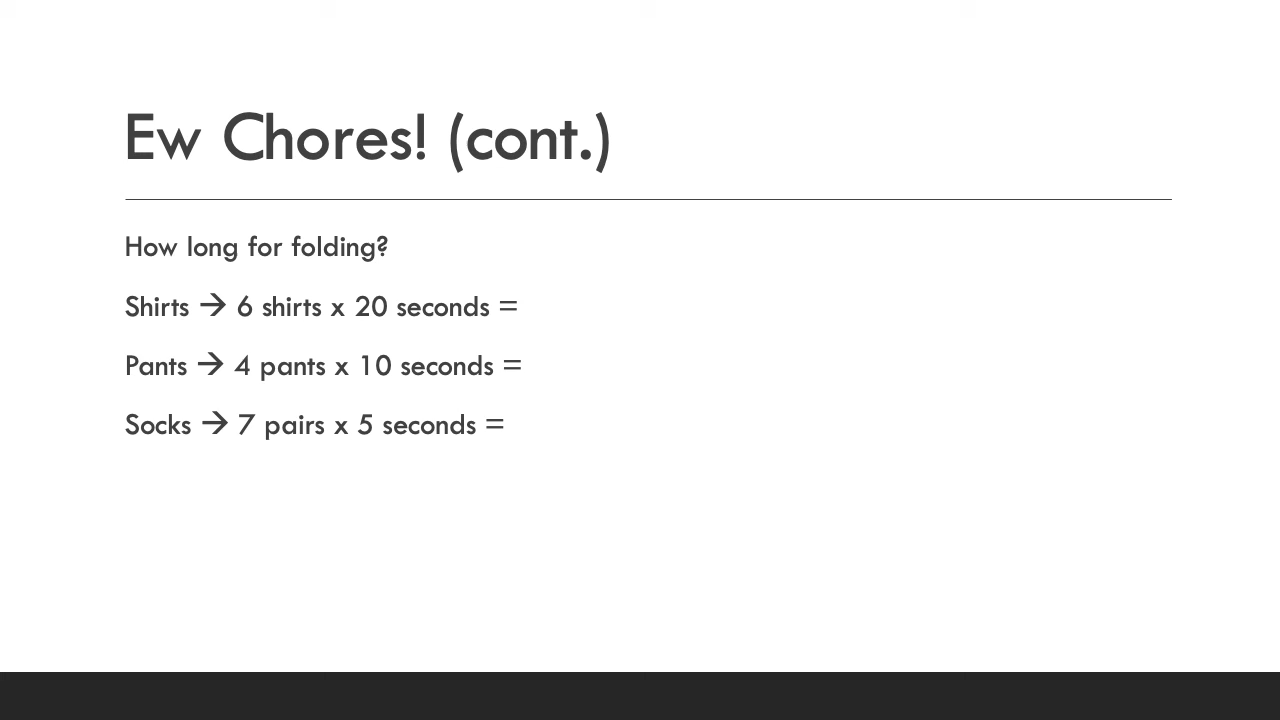 Ew Chores! (cont.)
How long for folding?
Shirts → 6 shirts x 20 seconds =
Pants → 4 pants x 10 seconds =
Socks → 7 pairs x 5 seconds =